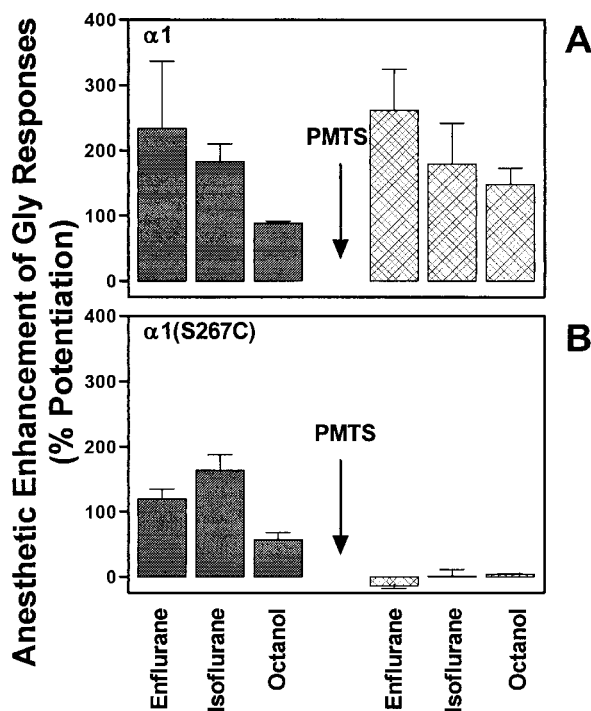 Anesthetic Enhancement of Gly Responses
(% Potentiation)
400
300
200
100
0
α1
PMTS
A
400
300
200
100
0
α1(S267C)
PMTS
B
Enflurane
Isoflurane
Octanol
Enflurane
Isoflurane
Octanol